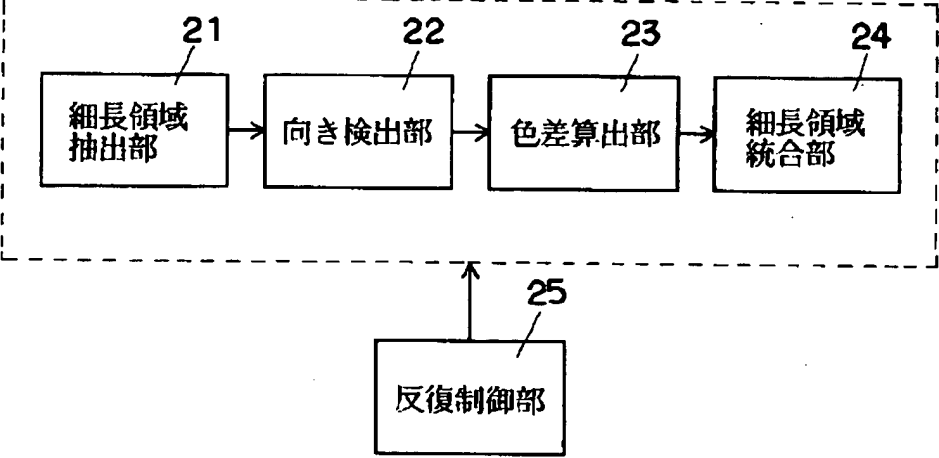 21
22
23
24
細長領域
抽出部
向き検出部
色差算出部
細長領域
統合部
25
反復制御部